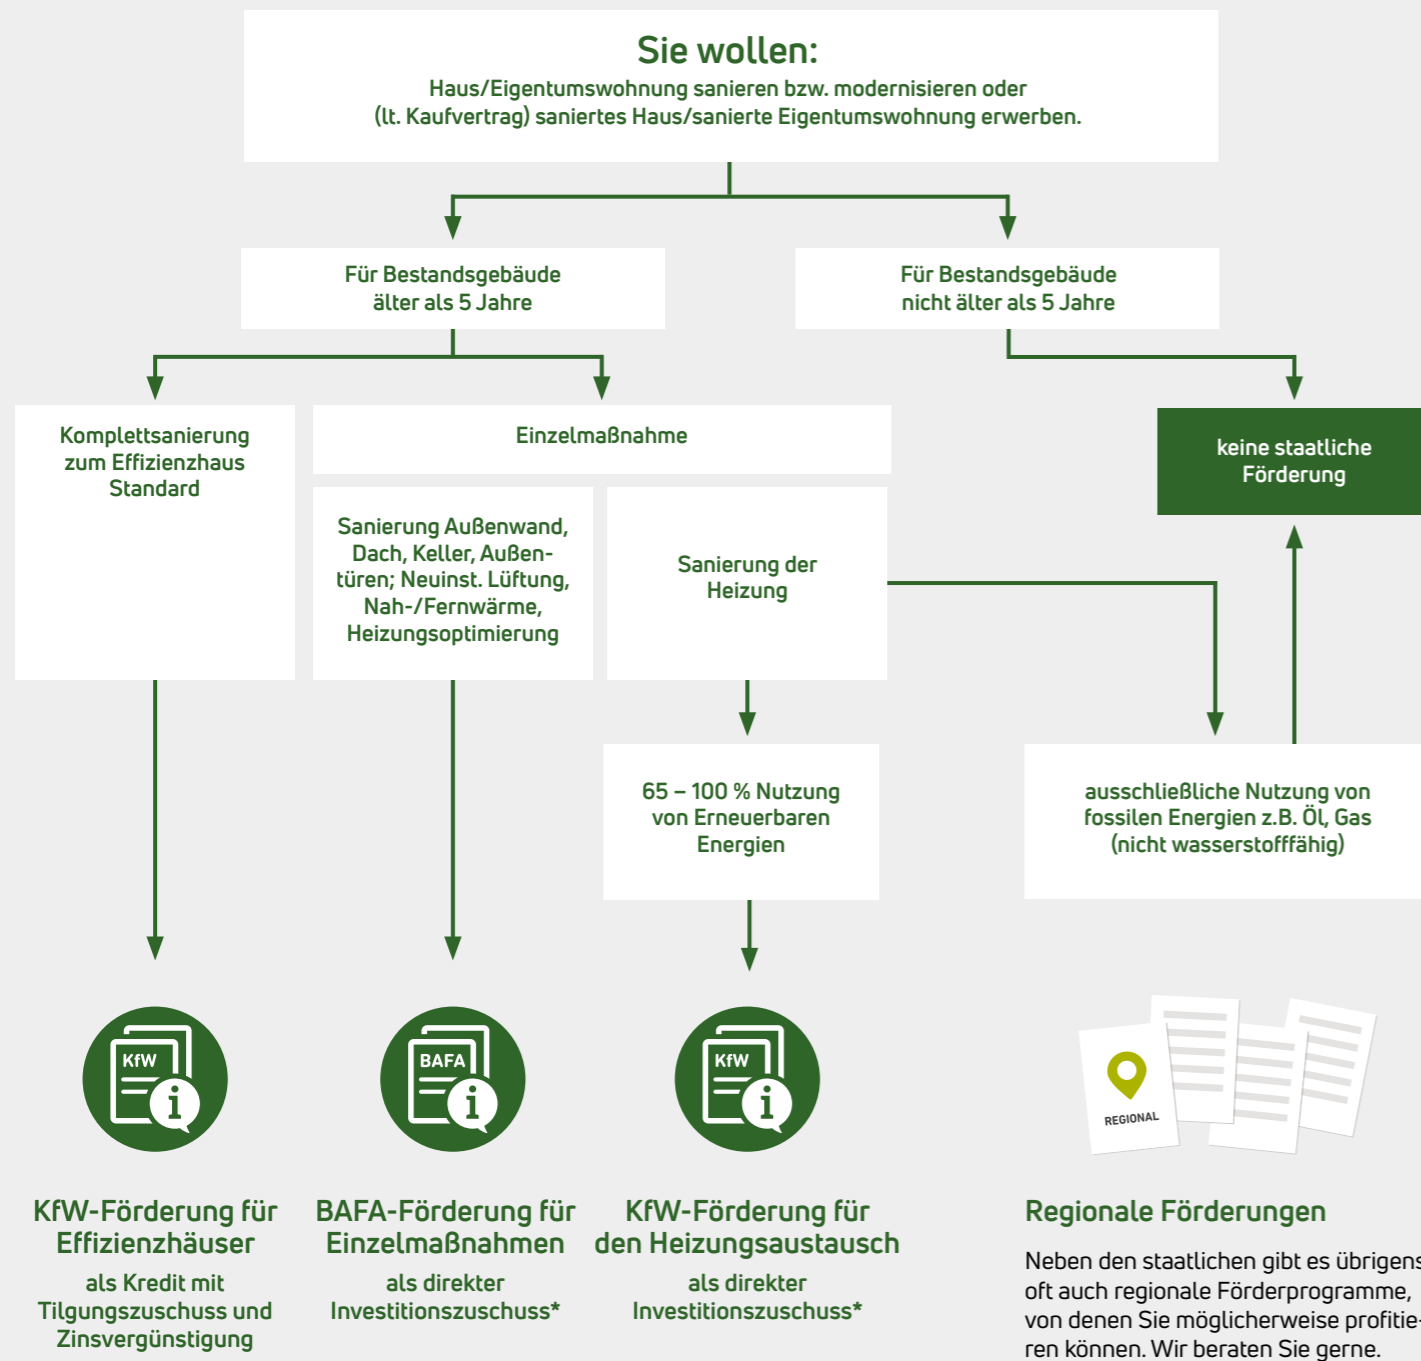 Sie wollen:
Haus/Eigentumswohnung sanieren bzw. modernisieren oder
(lt. Kaufvertrag) saniertes Haus/sanierte Eigentumswohnung erwerben.
Für Bestandsgebäude
älter als 5 Jahre
Für Bestandsgebäude
nicht älter als 5 Jahre
Komplettsanierung
zum Effizienzhaus
Standard
Einzelmaßnahme
keine staatliche
Förderung
Sanierung Außenwand,
Dach, Keller, Außen-
türen; Neuinst. Lüftung,
Nah-/Fernwärme,
Heizungsoptimierung
Sanierung der
Heizung
65 – 100 % Nutzung
von Erneuerbaren
Energien
ausschließliche Nutzung von
fossilen Energien z.B. Öl, Gas
(nicht wasserstofffähig)
KfW
i
BAFA
i
KfW
i
REGIONAL
KfW-Förderung für
Effizienzhäuser
als Kredit mit
Tilgungszuschuss und
Zinsvergünstigung
BAFA-Förderung für
Einzelmaßnahmen
als direkter
Investitionszuschuss*
KfW-Förderung für
den Heizungsaustausch
als direkter
Investitionszuschuss*
Regionale Förderungen
Neben den staatlichen gibt es übrigens
oft auch regionale Förderprogramme,
von denen Sie möglicherweise profitie-
ren können. Wir beraten Sie gerne.